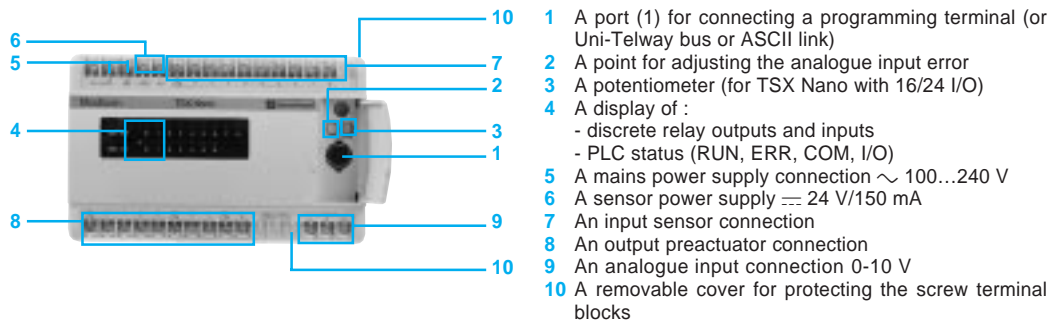 10
6
5
7
2
4
3
1
8
9
10
TSX Nano
1 A port (1) for connecting a programming terminal (or
Uni-Telway bus or ASCII link)
2 A point for adjusting the analogue input error
3 A potentiometer (for TSX Nano with 16/24 I/O)
4 A display of :
- discrete relay outputs and inputs
- PLC status (RUN, ERR, COM, I/O)
5 A mains power supply connection ∼ 100…240 V
6 A sensor power supply ⎓ 24 V/150 mA
7 An input sensor connection
8 An output preactuator connection
9 An analogue input connection 0-10 V
10 A removable cover for protecting the screw terminal
blocks